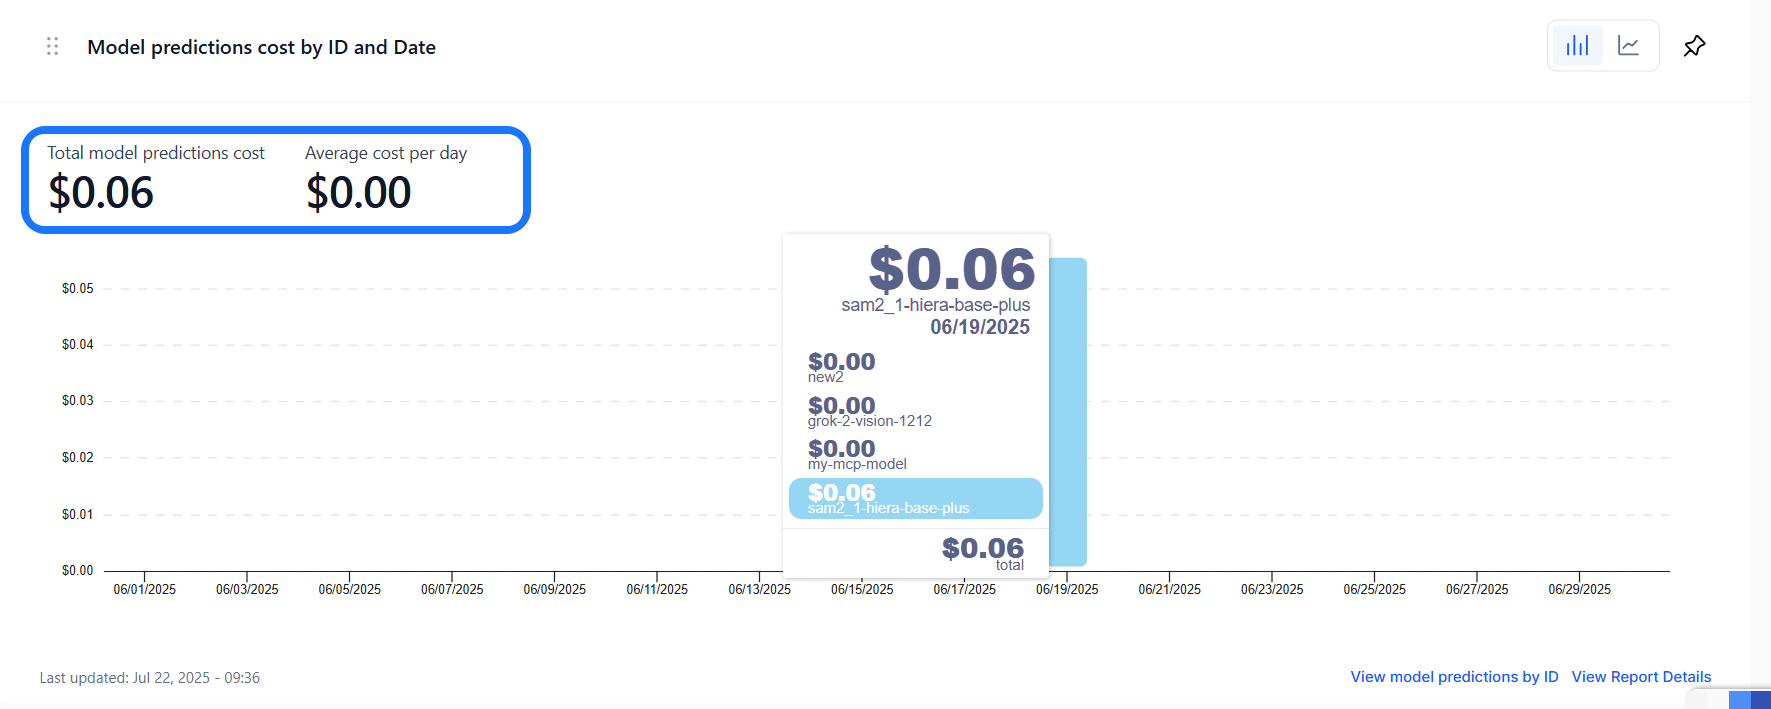 Model predictions cost by ID and Date
Total model predictions cost
Average cost per day
$0.06
$0.00
$0.06
sam2_1-hiera-base-plus
06/19/2025
$0.00
new2
$0.00
grok-2-vision-1212
$0.00
my-mcp-model
$0.06
sam2_1-hiera-base-plus
$0.06
total
$0.05
$0.04
$0.03
$0.02
$0.01
$0.00
06/01/2025 06/03/2025 06/05/2025 06/07/2025 06/09/2025 06/11/2025 06/13/2025 06/15/2025 06/17/2025 06/19/2025 06/21/2025 06/23/2025 06/25/2025 06/27/2025 06/29/2025
Last updated: Jul 22, 2025 - 09:36
View model predictions by ID View Report Details